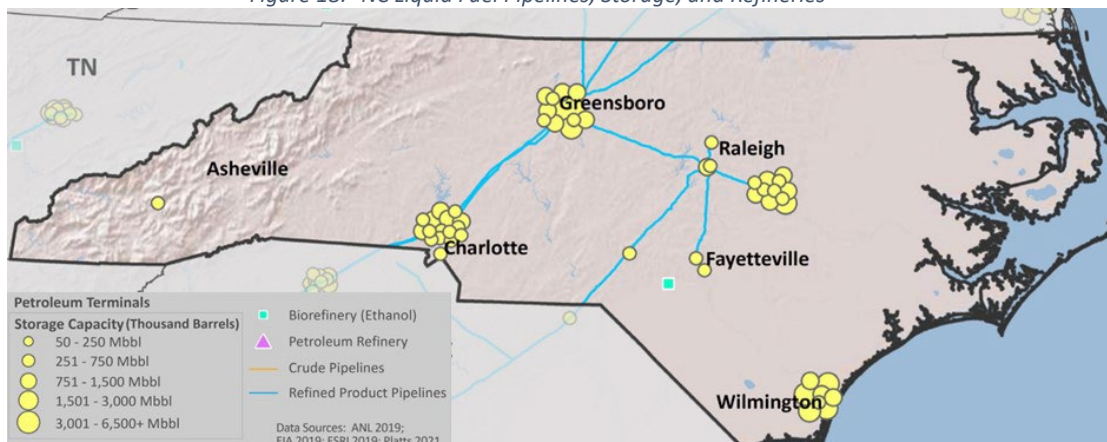 Figure 18. NC Liquid Fuel Pipelines, Storage, and Refineries
TN
Greensboro
Asheville
Raleigh
Charlotte
Fayetteville
Wilmington
Petroleum Terminals
Storage Capacity (Thousand Barrels)
50 - 250 Mbbl
251 - 750 Mbbl
751 - 1,500 Mbbl
1,501 - 3,000 Mbbl
3,001 - 6,500+ Mbbl
Biorefinery (Ethanol)
Petroleum Refinery
Crude Pipelines
Refined Product Pipelines
Data Sources: ANL 2019;
EIA 2019; ESRI 2019; Platts 2021